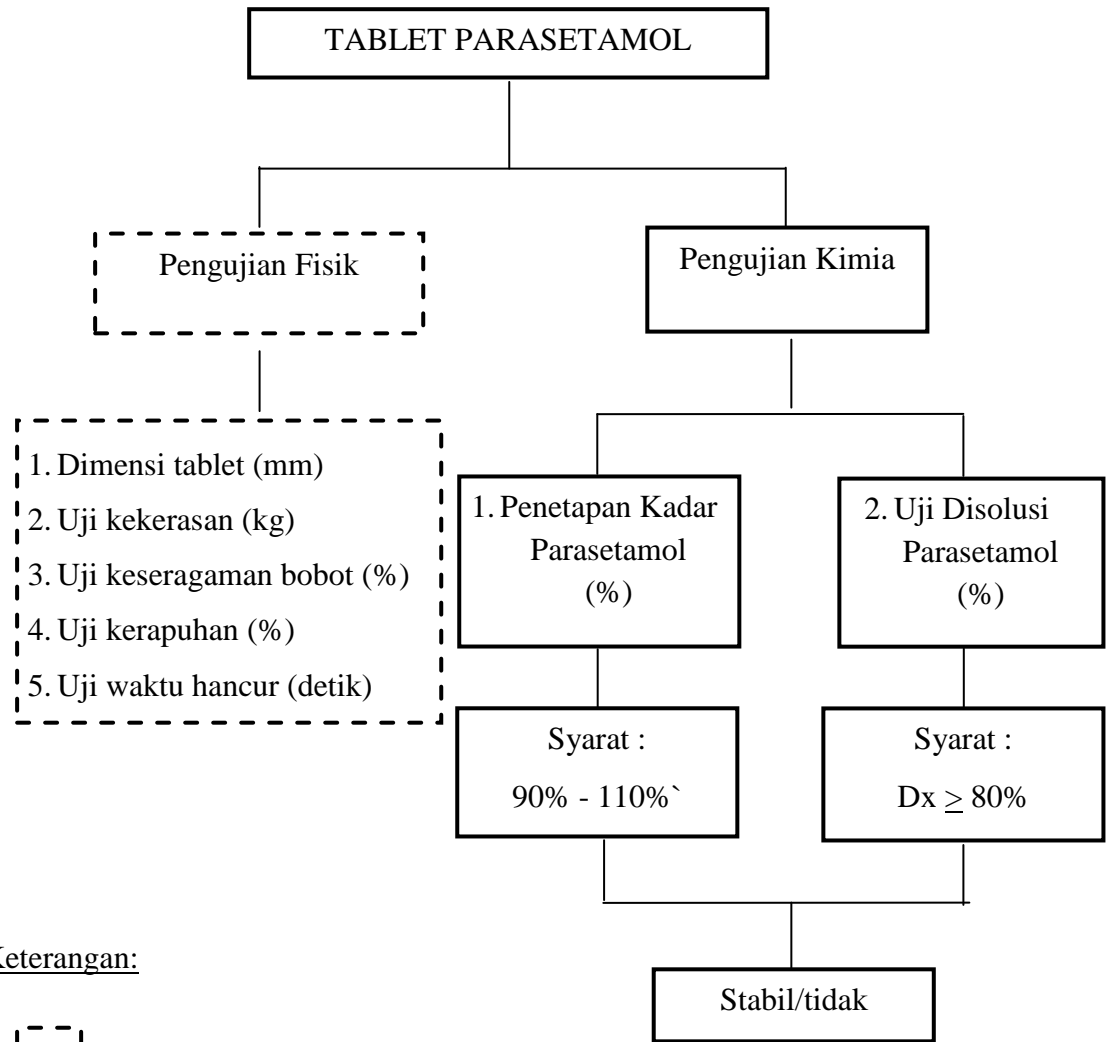 TABLET PARASETAMOL
Pengujian Fisik
Pengujian Kimia
1. Dimensi tablet (mm)
2. Uji kekerasan (kg)
3. Uji keseragaman bobot (%)
4. Uji kerapuhan (%)
5. Uji waktu hancur (detik)
1. Penetapan Kadar
Parasetamol
(%)
2. Uji Disolusi
Parasetamol
(%)
Syarat :
90% - 110%`
Syarat :
Dx ≥ 80%
Keterangan:
Stabil/tidak